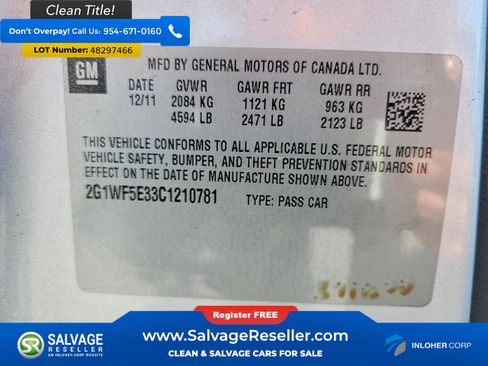 Clean Title!
Don't Overpay! Call Us: 954-671-0160
LOT Number: 48297466
GM
MFD BY GENERAL MOTORS OF CANADA LTD.
DATE GVWR GAWR FRT GAWR RR
12/11 2084 KG 1121 KG 963 KG
4594 LB 2471 LB 2123 LB
THIS VEHICLE CONFORMS TO ALL APPLICABLE U.S. FEDERAL MOTOR
VEHICLE SAFETY, BUMPER, AND THEFT PREVENTION STANDARDS IN
EFFECT ON THE DATE OF MANUFACTURE SHOWN ABOVE.
2G1WF5E33C1210781 TYPE: PASS CAR
Register FREE
SALVAGE
RESELLER
AN INLOHER CORP WEBSITE
www.SalvageReseller.com
CLEAN & SALVAGE CARS FOR SALE
INLOHER CORP